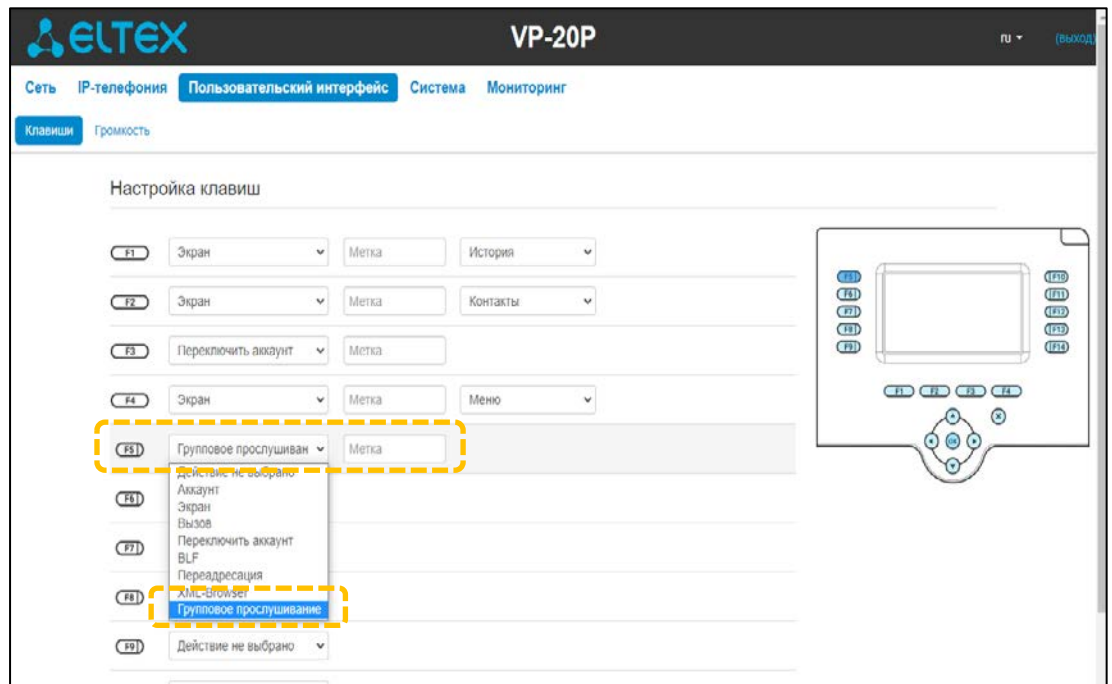 ELTEX VP-20P ru (выход)
Сеть IP-телефония Пользовательский интерфейс Система Мониторинг
Клавиши Громкость
Настройка клавиш
F1 Экран Метка История
F2 Экран Метка Контакты
F3 Переключить аккаунт Метка
F4 Экран Метка Меню
F5 Групповое прослушиван Метка
Действие не выбрано
Аккаунт
Экран
Вызов
Переключить аккаунт
BLF
Переадресация
XML-Browser
Групповое прослушивание
F6
F7
F8
F9 Действие не выбрано
F5 F10
F6 F11
F7 F12
F8 F13
F9 F14
F1 F2 F3 F4
OK